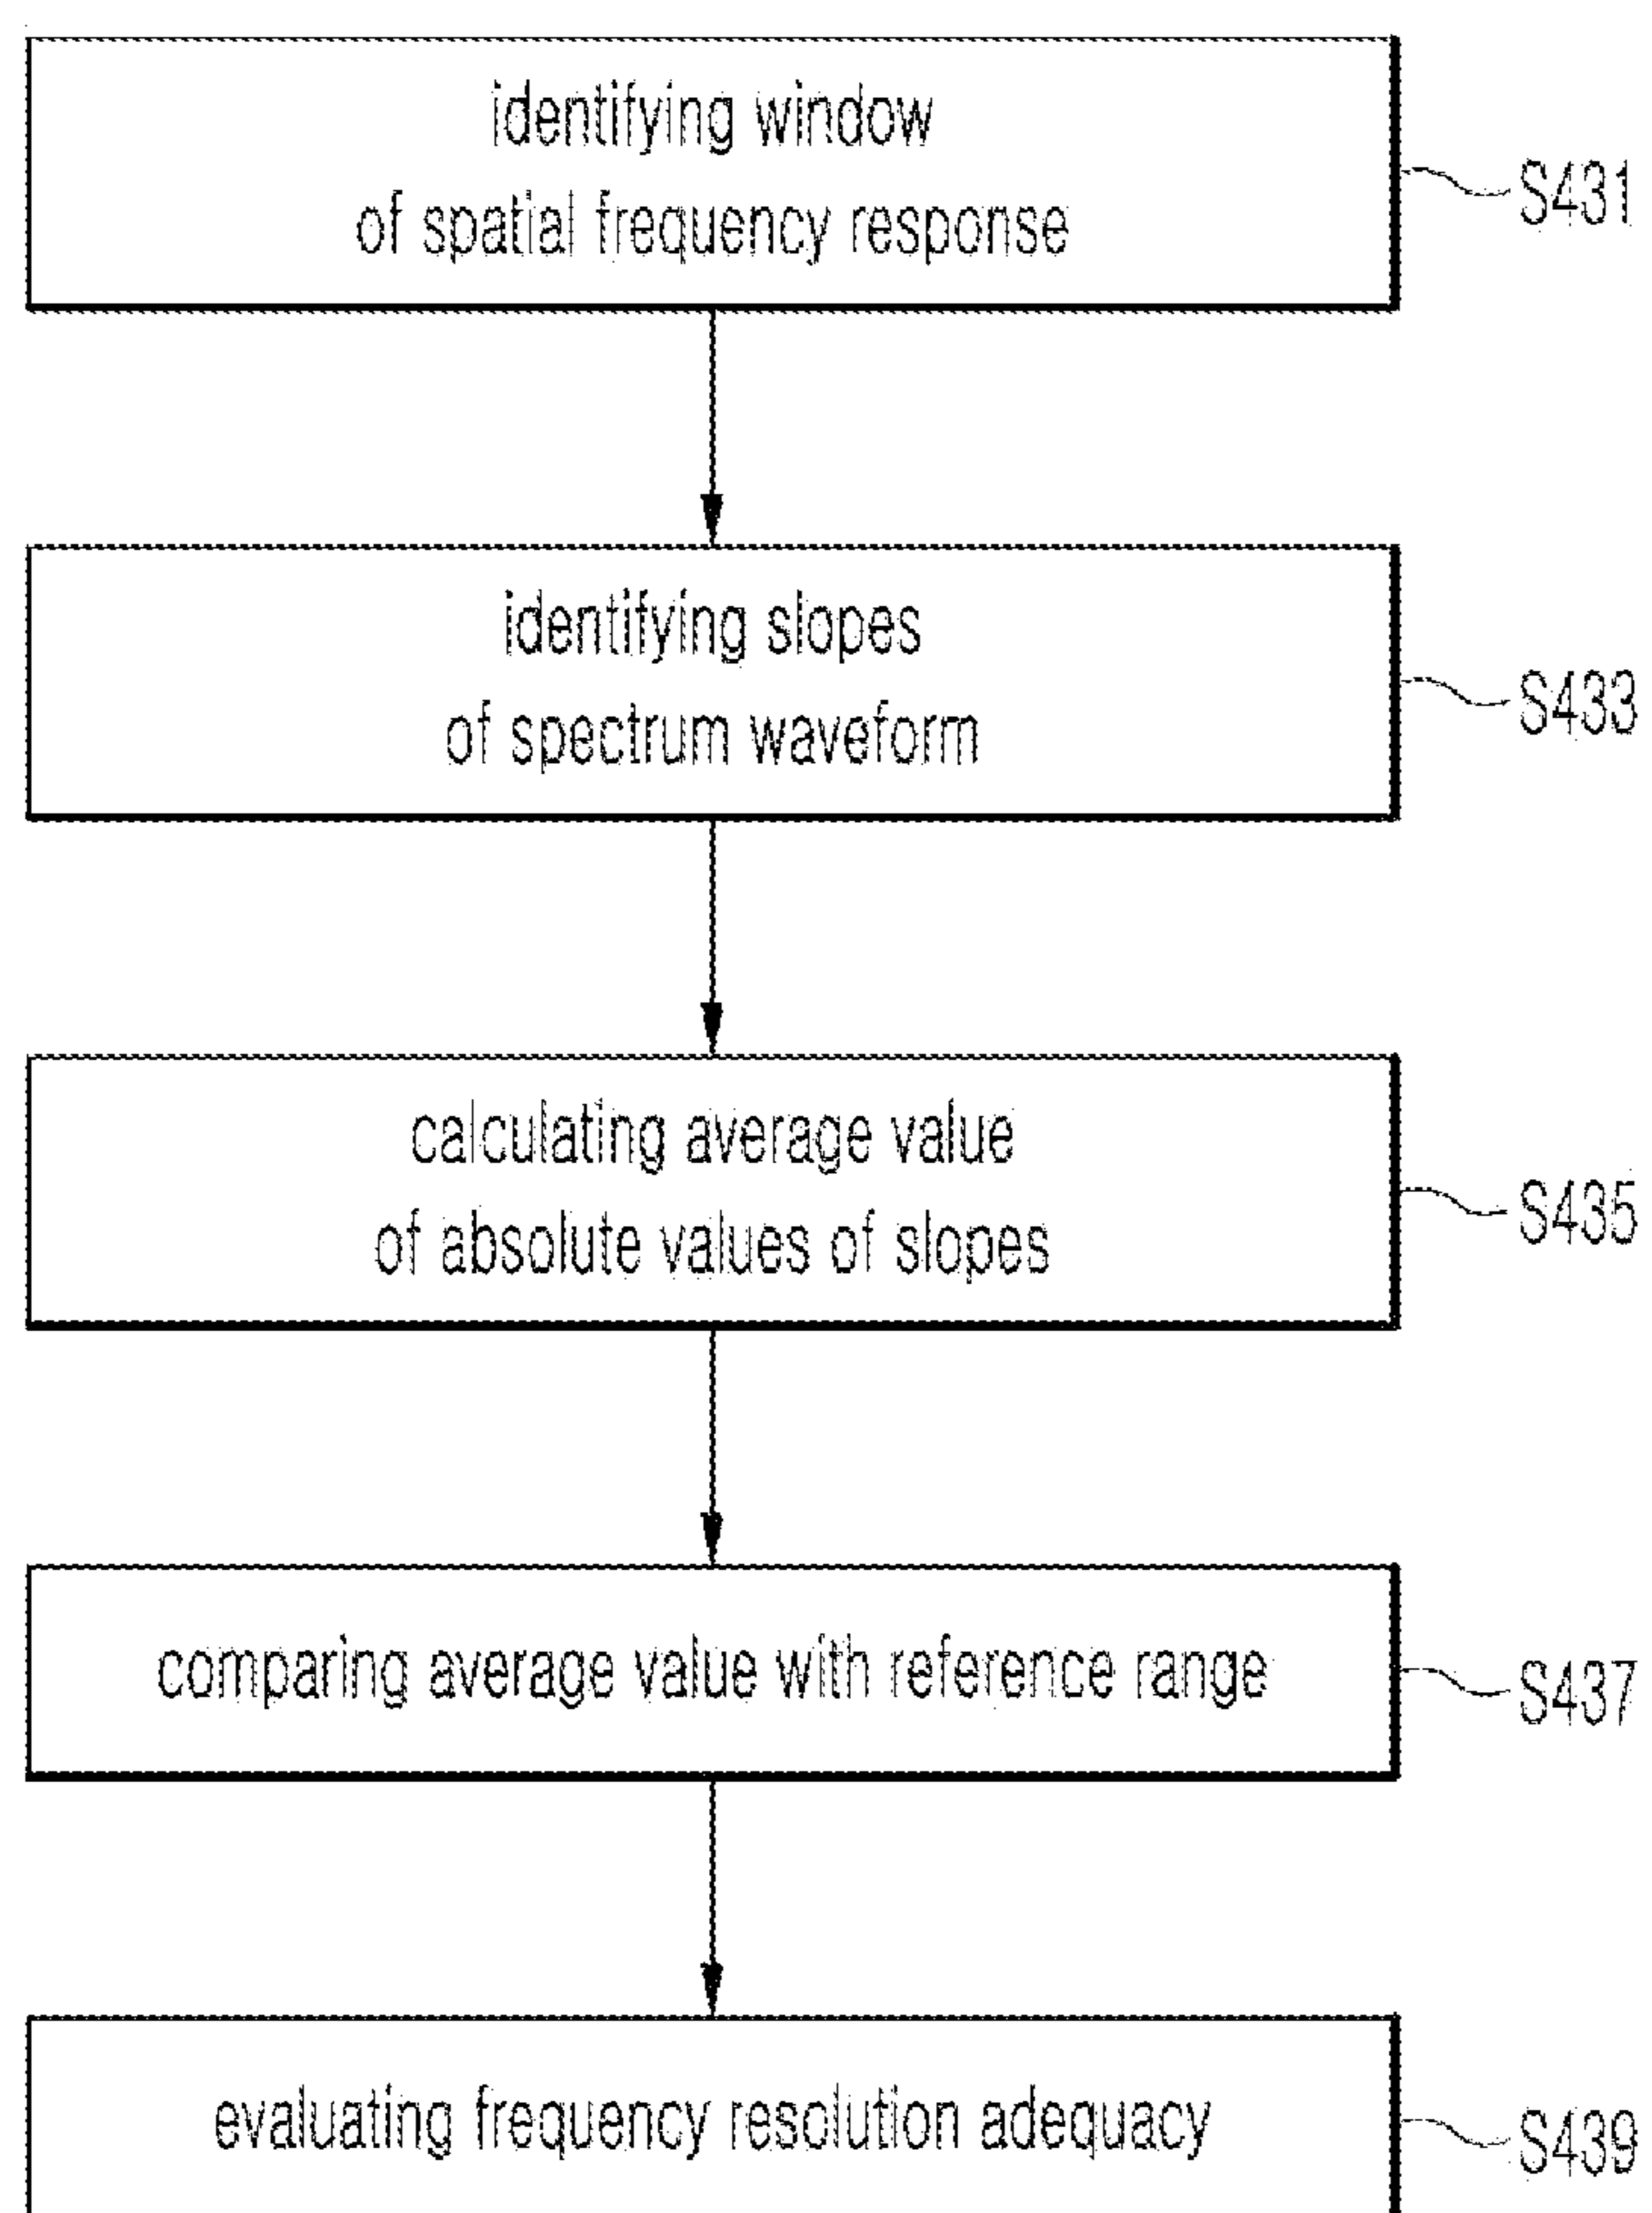 identifying window
of spatial frequency response
S431
identifying slopes
of spectrum waveform
S433
calculating average value
of absolute values of slopes
S435
comparing average value with reference range
S437
evaluating frequency resolution adequacy
S439